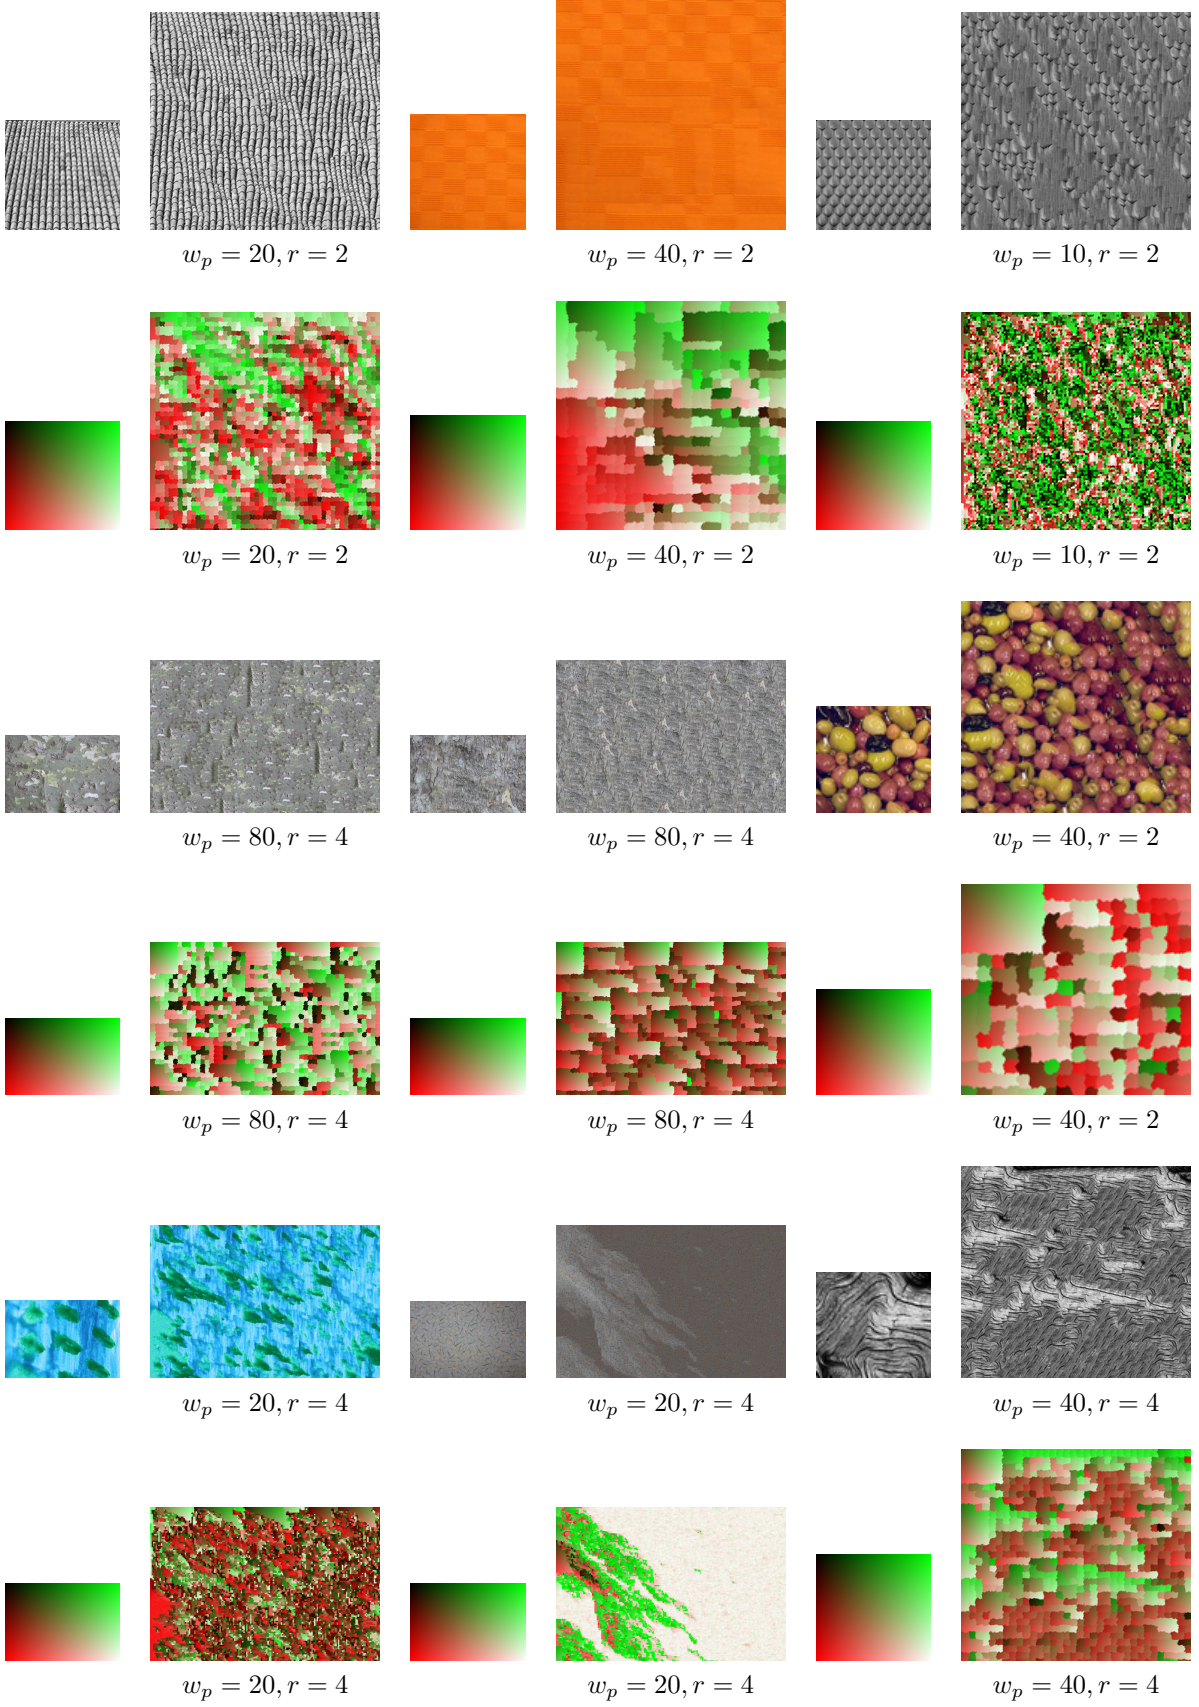 w_p = 20, r = 2 w_p = 40, r = 2 w_p = 10, r = 2
w_p = 20, r = 2 w_p = 40, r = 2 w_p = 10, r = 2
w_p = 80, r = 4 w_p = 80, r = 4 w_p = 40, r = 2
w_p = 80, r = 4 w_p = 80, r = 4 w_p = 40, r = 2
w_p = 20, r = 4 w_p = 20, r = 4 w_p = 40, r = 4
w_p = 20, r = 4 w_p = 20, r = 4 w_p = 40, r = 4